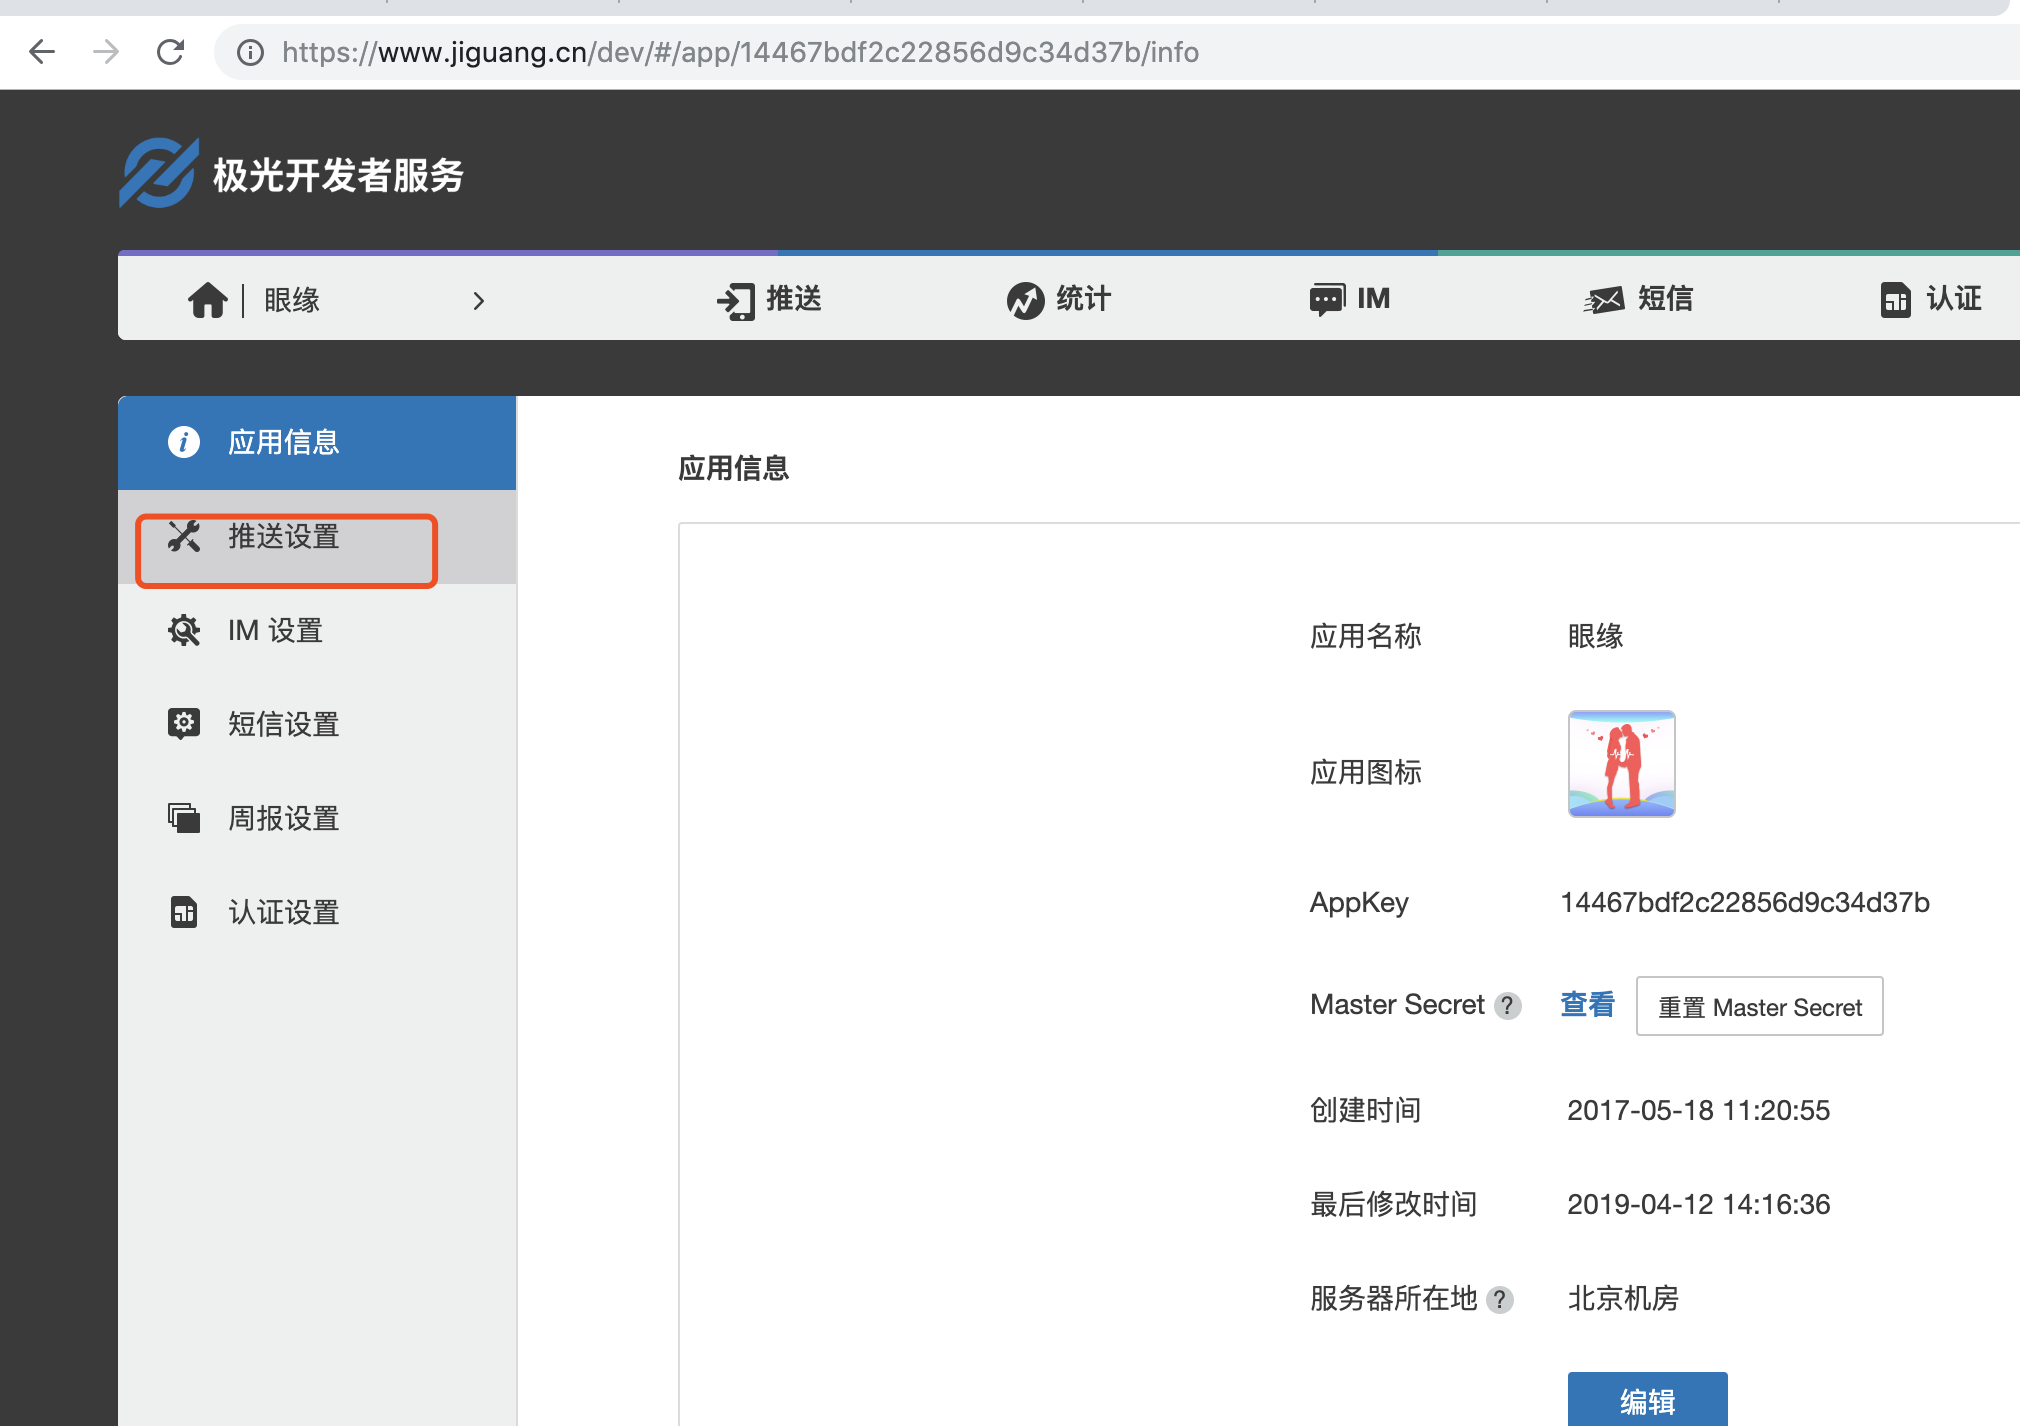 https://www.jiguang.cn/dev/#/app/14467bdf2c22856d9c34d37b/info
极光开发者服务
眼缘
推送
统计
IM
短信
认证
应用信息
推送设置
IM 设置
短信设置
周报设置
认证设置
应用信息
应用名称 眼缘
应用图标
AppKey 14467bdf2c22856d9c34d37b
Master Secret ? 查看 重置 Master Secret
创建时间 2017-05-18 11:20:55
最后修改时间 2019-04-12 14:16:36
服务器所在地 ? 北京机房
编辑